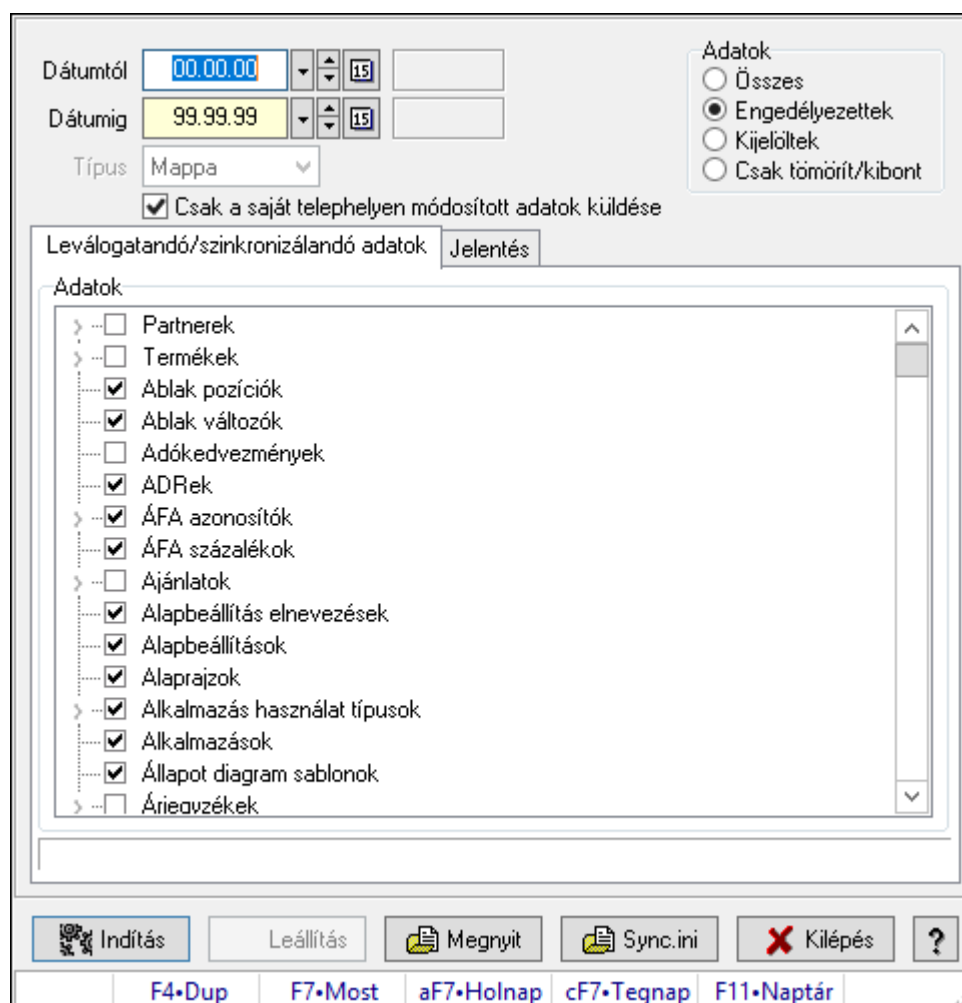 Dátumtól 00.00.00 15
Dátumig 99.99.99 15
Típus Mappa
Csak a saját telephelyen módosított adatok küldése
Adatok
Összes
Engedélyezettek
Kijelöltek
Csak tömörít/kibont
Leválogatandó/szinkronizálandó adatok Jelentés
Adatok
Partnerek
Termékek
Ablak pozíciók
Ablak változók
Adókedvezmények
ADRek
ÁFA azonosítók
ÁFA százalékok
Ajánlatok
Alapbeállítás elnevezések
Alapbeállítások
Alaprajzok
Alkalmazás használat típusok
Alkalmazások
Állapot diagram sablonok
Árjegyzékek
Indítás Leállítás Megnyit Sync.ini Kilépés ?
F4•Dup F7•Most aF7•Holnap cF7•Tegnap F11•Naptár